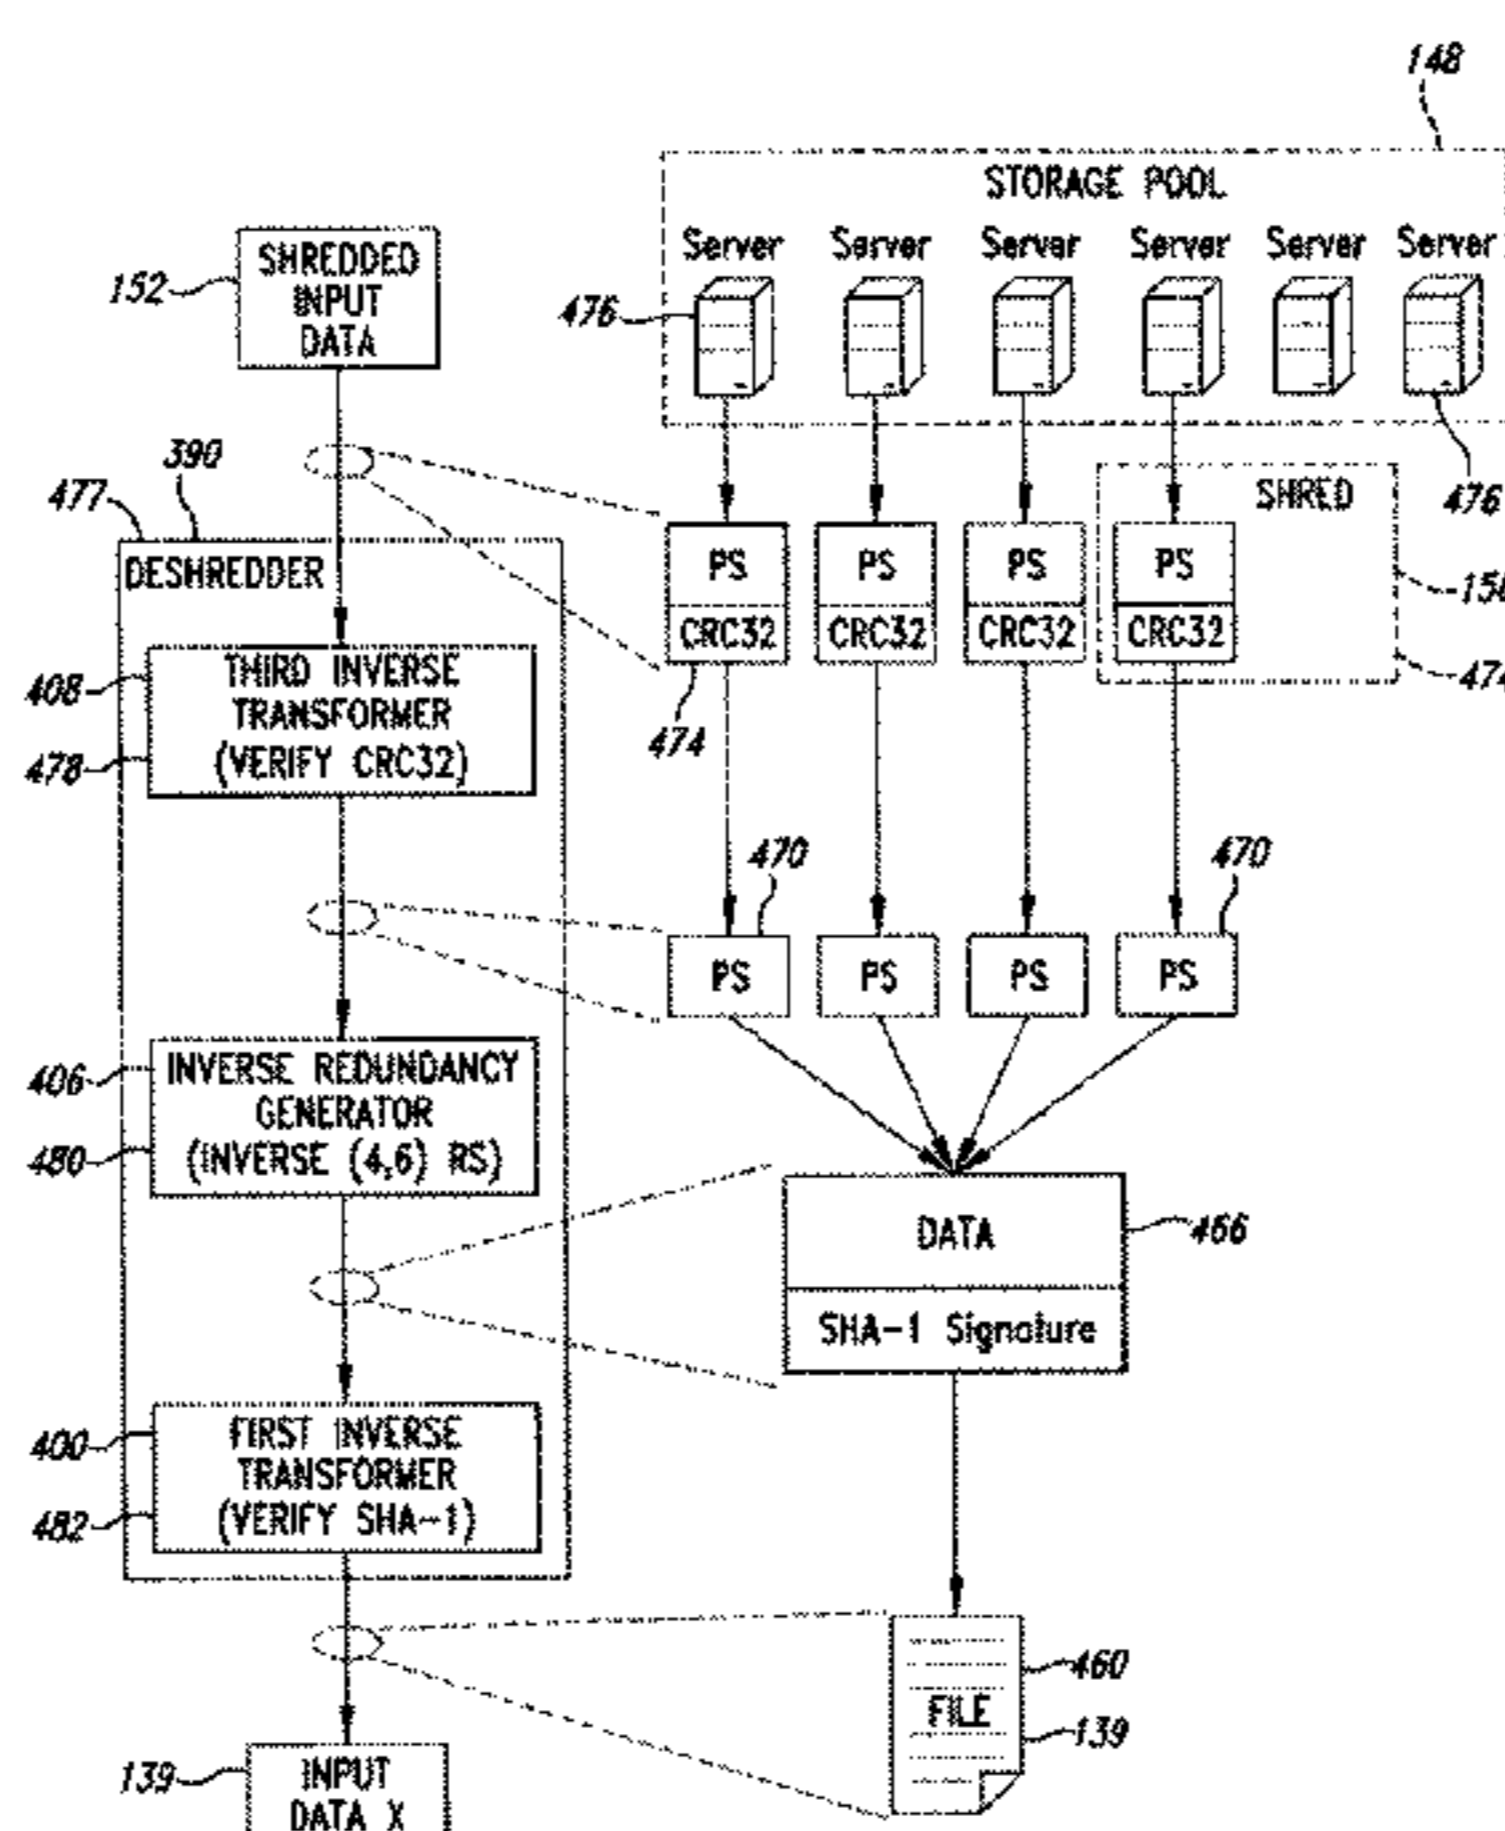 148
STORAGE POOL
Server Server Server Server Server Server
SHREDDED
INPUT
DATA
152
476
390
477
SHRED
476
DESHREDDER
PS PS PS PS
CRC32 CRC32 CRC32 CRC32
THIRD INVERSE
TRANSFORMER
(VERIFY CRC32)
408
478
474
470
470
PS PS PS PS
INVERSE REDUNDANCY
GENERATOR
(INVERSE (4,6) RS)
406
480
DATA
466
SHA-1 Signature
FIRST INVERSE
TRANSFORMER
(VERIFY SHA-1)
400
482
460
FILE
139
139
INPUT
DATA X